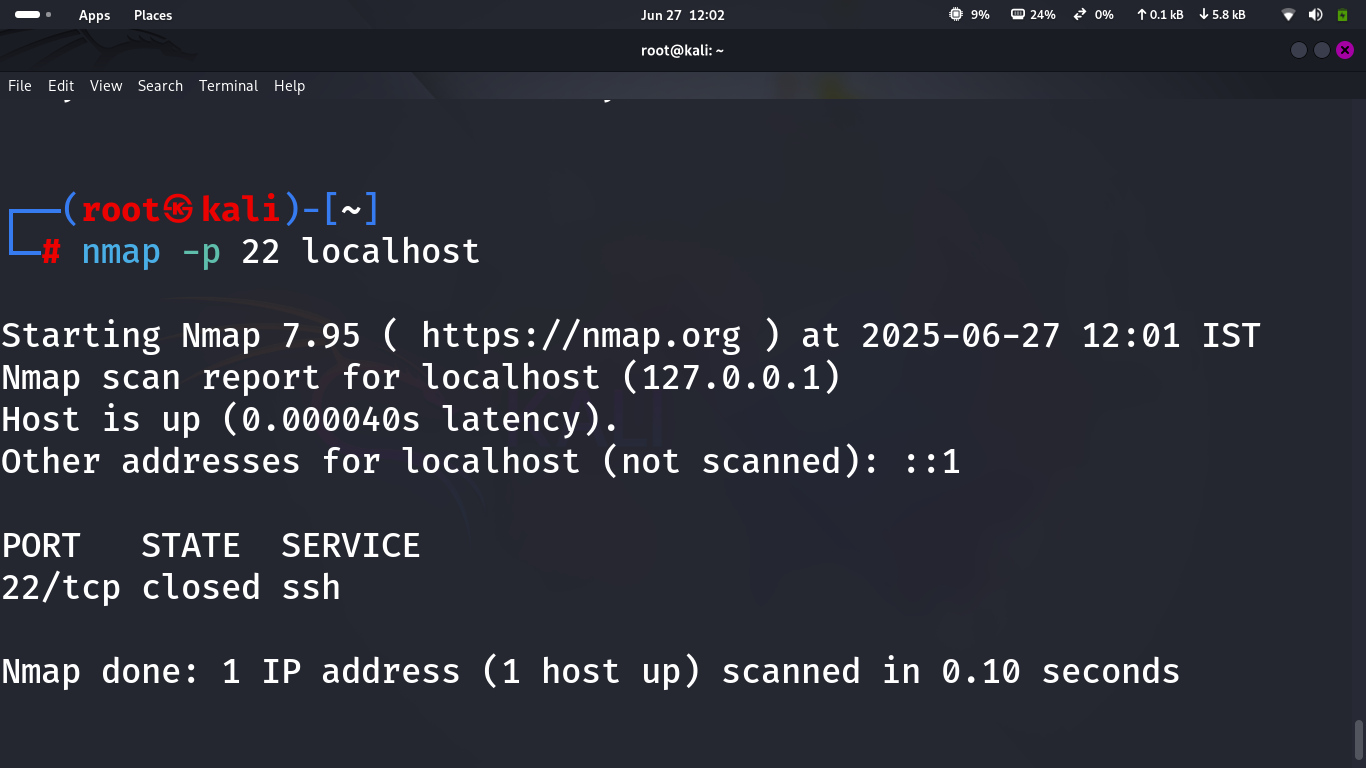 Apps Places Jun 27 12:02 9% 24% 0% ↑ 0.1 kB ↓ 5.8 kB
root@kali: ~
File Edit View Search Terminal Help
┌──(root㉿kali)-[~]
└─# nmap -p 22 localhost
Starting Nmap 7.95 ( https://nmap.org ) at 2025-06-27 12:01 IST
Nmap scan report for localhost (127.0.0.1)
Host is up (0.000040s latency).
Other addresses for localhost (not scanned): ::1
PORT   STATE  SERVICE
22/tcp closed ssh
Nmap done: 1 IP address (1 host up) scanned in 0.10 seconds